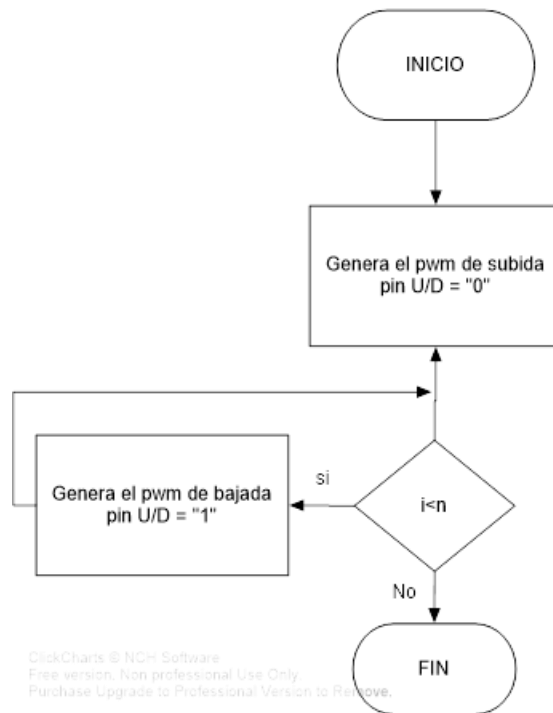 INICIO
Genera el pwm de subida
pin U/D = "0"
si
Genera el pwm de bajada
pin U/D = "1"
i<n
No
FIN
ClickCharts © NCH Software
Free version. Non professional Use Only.
Purchase Upgrade to Professional Version to Remove.